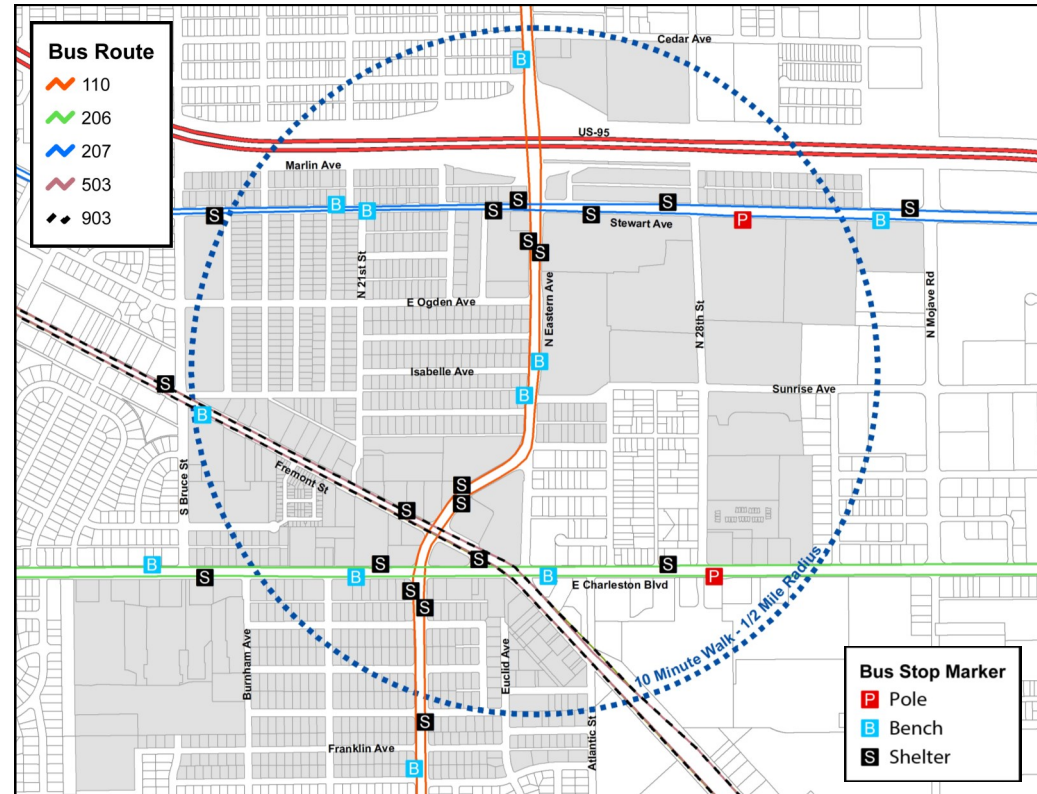 Bus Route
110
206
207
503
903
B
Cedar Ave
US-95
Marlin Ave
S
B
B
S
S
S
S
P
B
S
Stewart Ave
S
S
N 21st St
E Ogden Ave
N Eastern Ave
N 28th St
N Mojave Rd
B
Isabelle Ave
B
Sunrise Ave
S
B
S Bruce St
Fremont St
S
S
S
S
B
S
S
B
S
B
S
P
E Charleston Blvd
10 Minute Walk - 1/2 Mile Radius
S
S
Burnham Ave
Euclid Ave
Atlantic St
S
Franklin Ave
B
Bus Stop Marker
P Pole
B Bench
S Shelter